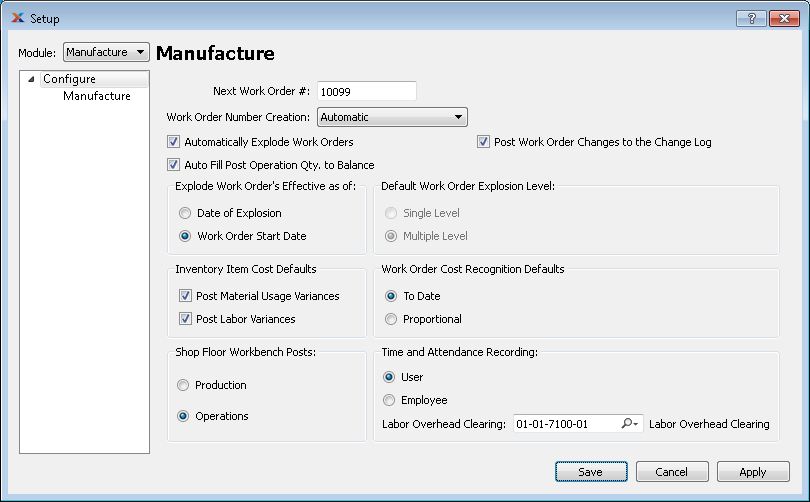 Setup
Module: Manufacture
Manufacture
Configure
Manufacture
Next Work Order #: 10099
Work Order Number Creation: Automatic
Automatically Explode Work Orders
Post Work Order Changes to the Change Log
Auto Fill Post Operation Qty. to Balance
Explode Work Order's Effective as of:
Date of Explosion
Work Order Start Date
Default Work Order Explosion Level:
Single Level
Multiple Level
Inventory Item Cost Defaults
Post Material Usage Variances
Post Labor Variances
Work Order Cost Recognition Defaults
To Date
Proportional
Shop Floor Workbench Posts:
Production
Operations
Time and Attendance Recording:
User
Employee
Labor Overhead Clearing: 01-01-7100-01 Labor Overhead Clearing
Save Cancel Apply